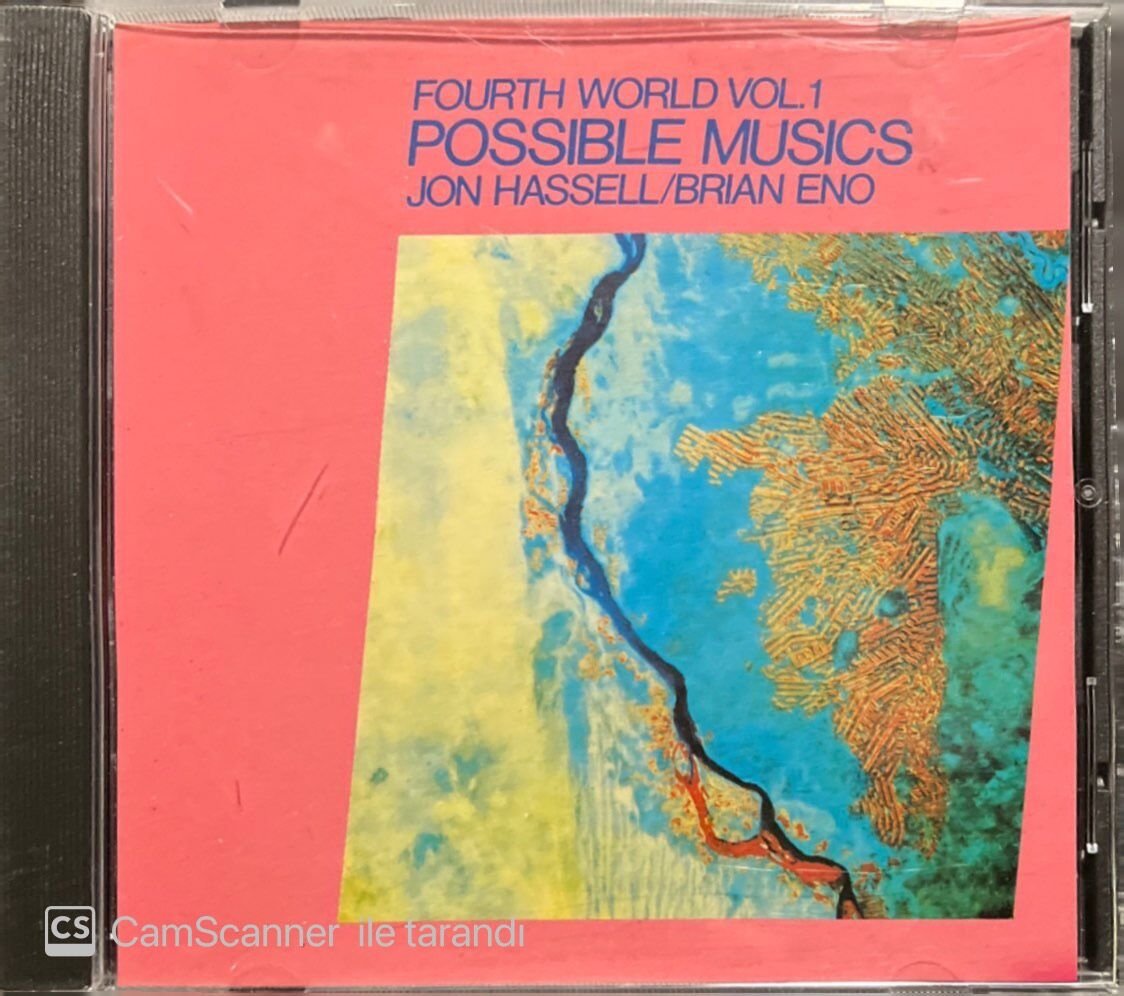 FOURTH WORLD VOL.1
POSSIBLE MUSICS
JON HASSELL/BRIAN ENO
CS CamScanner ile tarandı